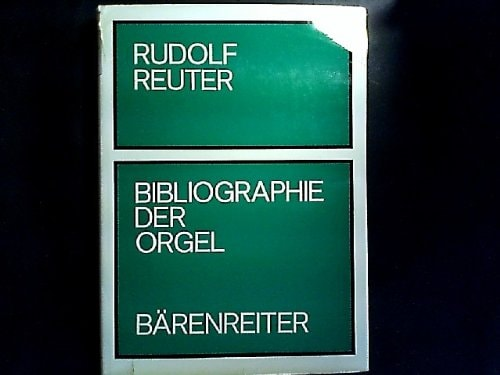 RUDOLF
REUTER
BIBLIOGRAPHIE
DER
ORGEL
BÄRENREITER